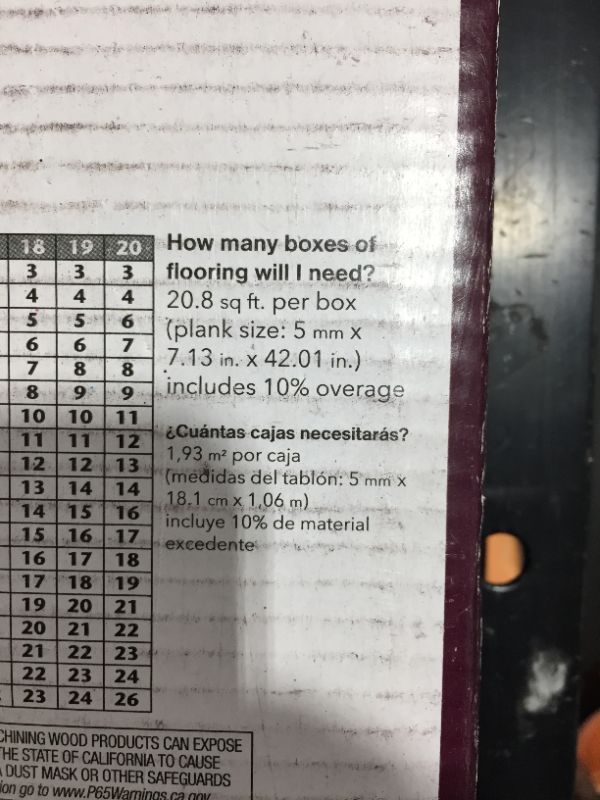 18 19 20
3 3 3
4 4 4
5 5 6
6 6 7
7 8 8
8 9 9
10 10 11
11 11 12
12 12 13
13 14 14
14 15 16
15 16 17
16 17 18
17 18 19
19 20 21
20 21 22
21 22 23
22 23 24
23 24 26
How many boxes of
flooring will I need?
20.8 sq ft. per box
(plank size: 5 mm x
7.13 in. x 42.01 in.)
includes 10% overage
¿Cuántas cajas necesitarás?
1,93 m² por caja
(medidas del tablón: 5 mm x
18.1 cm x 1,06 m)
incluye 10% de material
excedente
CHINING WOOD PRODUCTS CAN EXPOSE
THE STATE OF CALIFORNIA TO CAUSE
DUST MASK OR OTHER SAFEGUARDS
ion go to www.P65Warnings.ca.gov